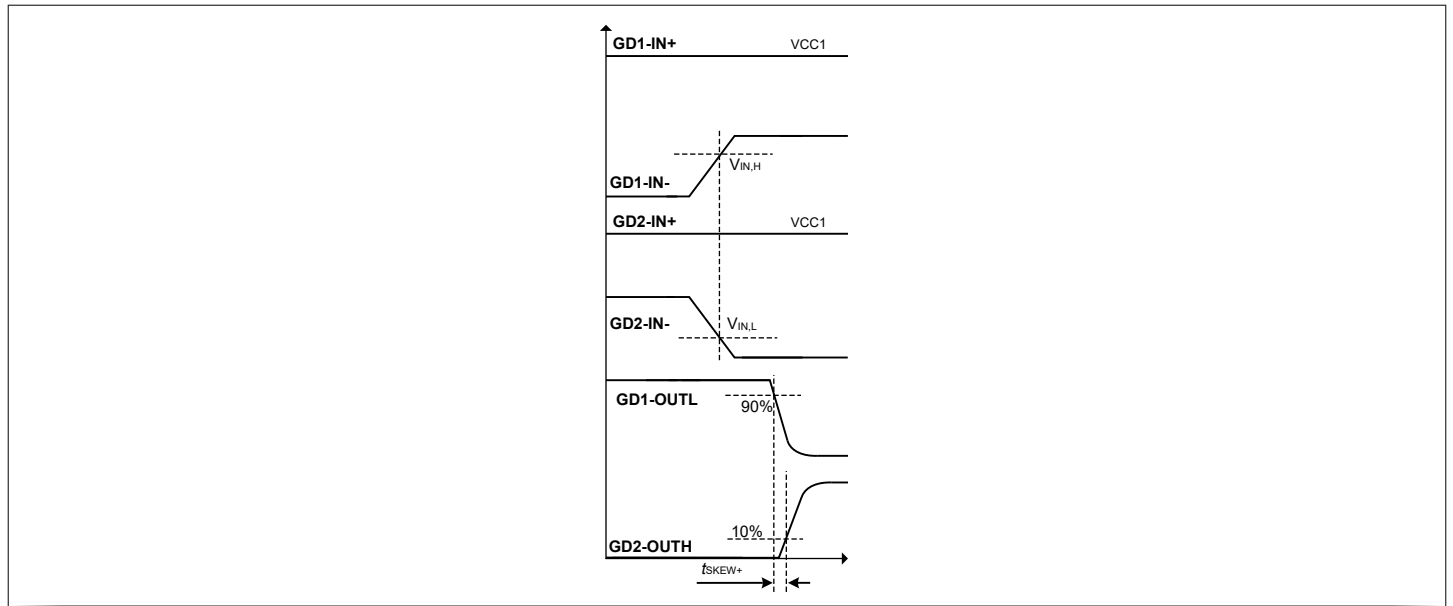 GD1-IN+ VCC1
VIN,H
GD1-IN-
GD2-IN+ VCC1
GD2-IN- VIN,L
GD1-OUTL
90%
10%
GD2-OUTH
tSKEW+